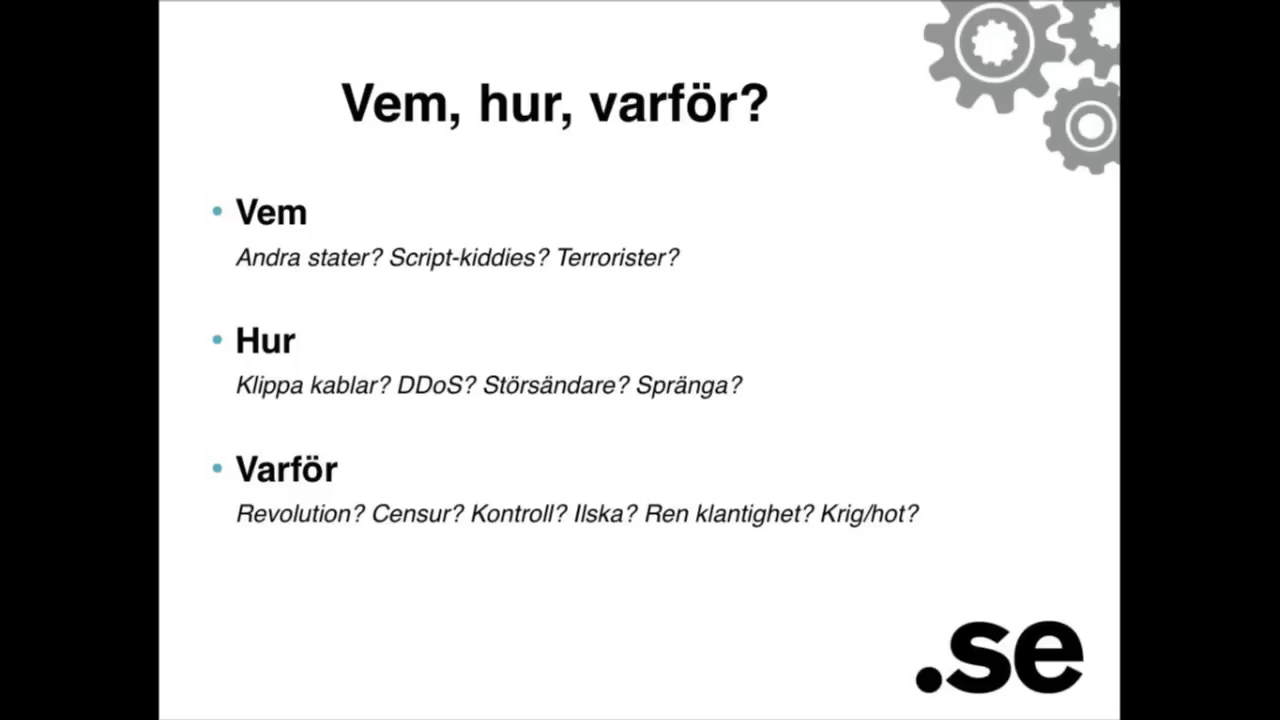 Vem, hur, varför?
• Vem
Andra stater? Script-kiddies? Terrorister?
• Hur
Klippa kablar? DDoS? Störsändare? Spränga?
• Varför
Revolution? Censur? Kontroll? Ilska? Ren klantighet? Krig/hot?
.se